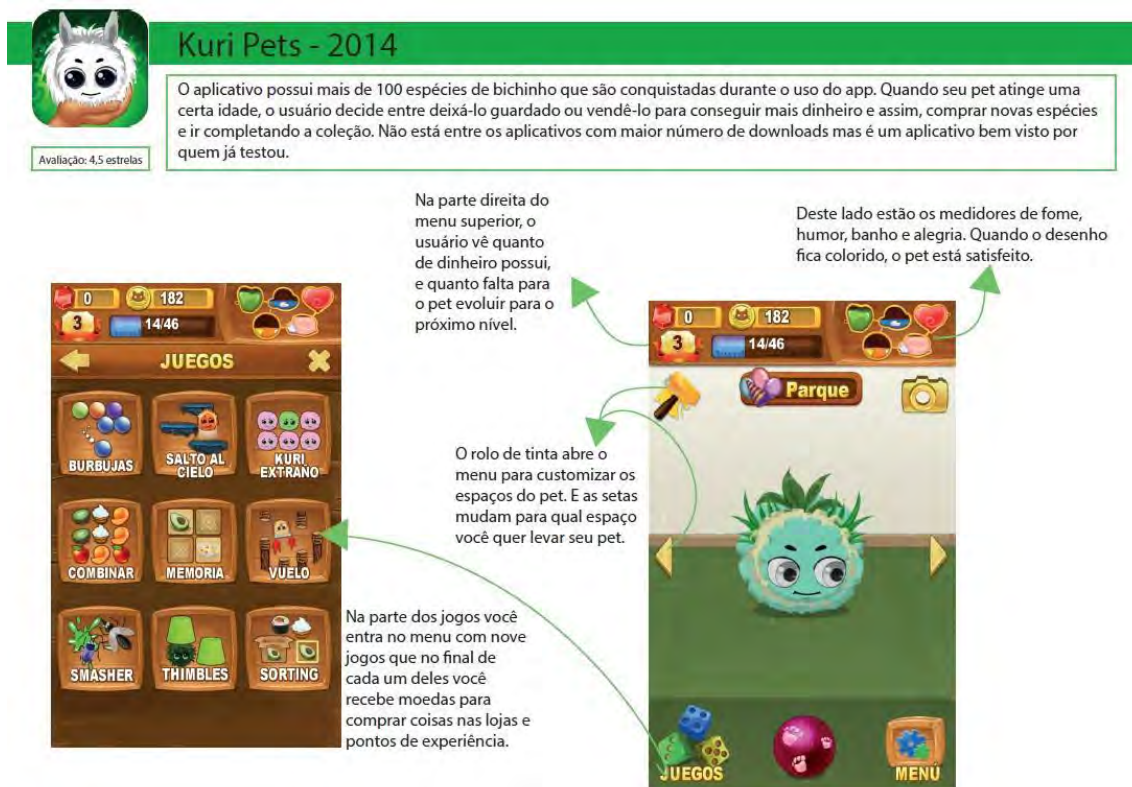 Kuri Pets - 2014
O aplicativo possui mais de 100 espécies de bichinho que são conquistadas durante o uso do app. Quando seu pet atinge uma
certa idade, o usuário decide entre deixá-lo guardado ou vendê-lo para conseguir mais dinheiro e assim, comprar novas espécies
e ir completando a coleção. Não está entre os aplicativos com maior número de downloads mas é um aplicativo bem visto por
quem já testou.
Avaliação: 4,5 estrelas
Na parte direita do
menu superior, o
usuário vê quanto
de dinheiro possui,
e quanto falta para
o pet evoluir para o
próximo nível.
Deste lado estão os medidores de fome,
humor, banho e alegria. Quando o desenho
fica colorido, o pet está satisfeito.
0 182
3 14/46
JUEGOS
BURBUJAS
SALTO AL
CIELO
KURI
EXTRAÑO
COMBINAR
MEMORIA
VUELO
SMASHER
THIMBLES
SORTING
0 182
3 14/46
Parque
O rolo de tinta abre o
menu para customizar os
espaços do pet. E as setas
mudam para qual espaço
você quer levar seu pet.
Na parte dos jogos você
entra no menu com nove
jogos que no final de
cada um deles você
recebe moedas para
comprar coisas nas lojas e
pontos de experiência.
JUEGOS
MENÚ